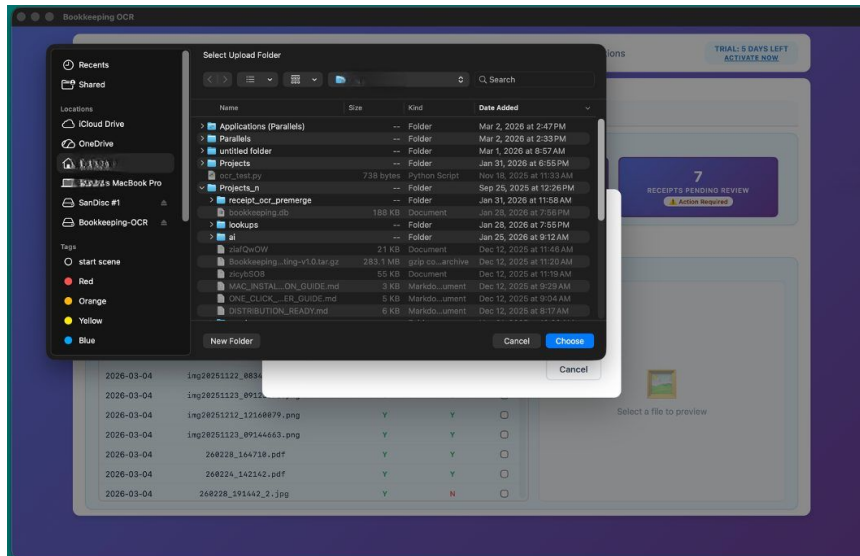 Bookkeeping OCR
Select Upload Folder
Recents
Shared
Locations
iCloud Drive
OneDrive
MacBook Pro
SanDisc #1
Bookkeeping-OCR
Tags
start scene
Red
Orange
Yellow
Blue
Search
Name Size Kind Date Added
Applications (Parallels) -- Folder Mar 2, 2026 at 2:47 PM
Parallels -- Folder Mar 2, 2026 at 2:33 PM
untitled folder -- Folder Mar 1, 2026 at 8:57 AM
Projects -- Folder Jan 31, 2026 at 6:55 PM
ocr_test.py 738 bytes Python Script Nov 18, 2025 at 11:33 AM
Projects_n -- Folder Sep 25, 2025 at 12:26 PM
receipt_ocr_premerge -- Folder Jan 31, 2026 at 11:58 AM
bookkeeping.db 188 KB Document Jan 28, 2026 at 7:56 PM
lookups -- Folder Jan 28, 2026 at 7:55 PM
ai -- Folder Jan 25, 2026 at 9:12 AM
ziafQwOW 21 KB Document Dec 12, 2025 at 11:46 AM
Bookkeeping...ting-v1.0.tar.gz 283.1 MB gzip co...archive Dec 12, 2025 at 11:20 AM
zicybSOB 55 KB Document Dec 12, 2025 at 11:19 AM
MAC_INSTAL...ON_GUIDE.md 3 KB Markdo...ument Dec 12, 2025 at 9:29 AM
ONE_CLICK_...ER_GUIDE.md 5 KB Markdo...ument Dec 12, 2025 at 9:04 AM
DISTRIBUTION_READY.md 6 KB Markdo...ument Dec 12, 2025 at 8:17 AM
New Folder Cancel Choose
ions
TRIAL: 5 DAYS LEFT
ACTIVATE NOW
7
RECEIPTS PENDING REVIEW
Action Required
Cancel
2026-03-04 img20251122_0834
2026-03-04 img20251123_0912
2026-03-04 img20251212_12160079.png Y Y
2026-03-04 img20251123_09144663.png Y Y
2026-03-04 260228_164710.pdf Y Y
2026-03-04 260224_142142.pdf Y Y
2026-03-04 260228_191442_2.jpg Y N
Select a file to preview